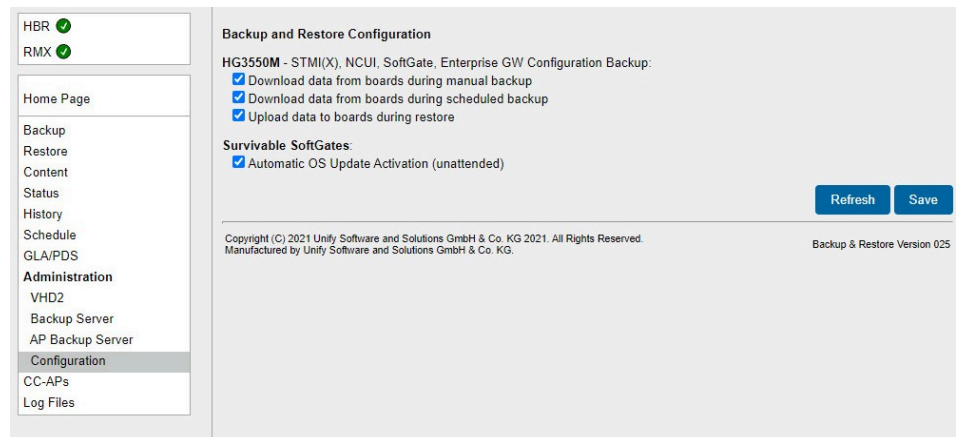 HBR
RMX
Home Page
Backup
Restore
Content
Status
History
Schedule
GLA/PDS
Administration
VHD2
Backup Server
AP Backup Server
Configuration
CC-APs
Log Files
Backup and Restore Configuration
HG3550M - STMI(X), NCUI, SoftGate, Enterprise GW Configuration Backup:
Download data from boards during manual backup
Download data from boards during scheduled backup
Upload data to boards during restore
Survivable SoftGates:
Automatic OS Update Activation (unattended)
Refresh Save
Copyright (C) 2021 Unify Software and Solutions GmbH & Co. KG 2021. All Rights Reserved.
Manufactured by Unify Software and Solutions GmbH & Co. KG.
Backup & Restore Version 025